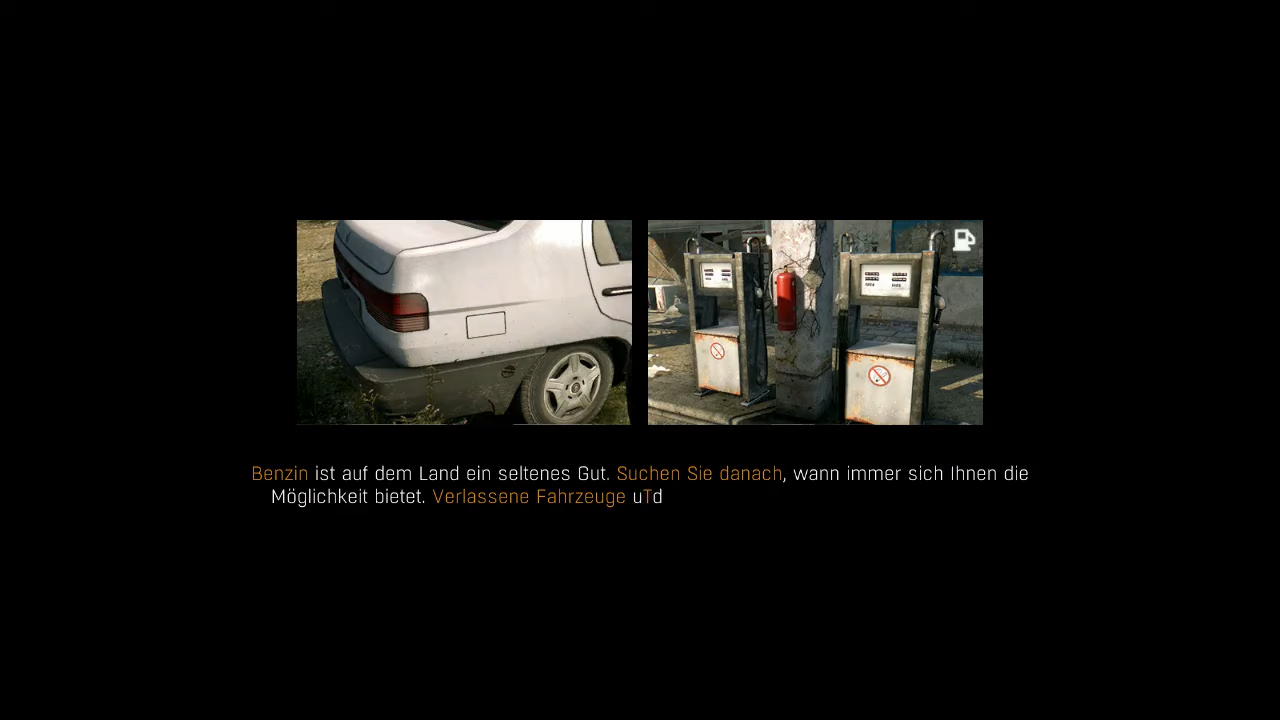 Benzin ist auf dem Land ein seltenes Gut. Suchen Sie danach, wann immer sich Ihnen die
Möglichkeit bietet. Verlassene Fahrzeuge uTd